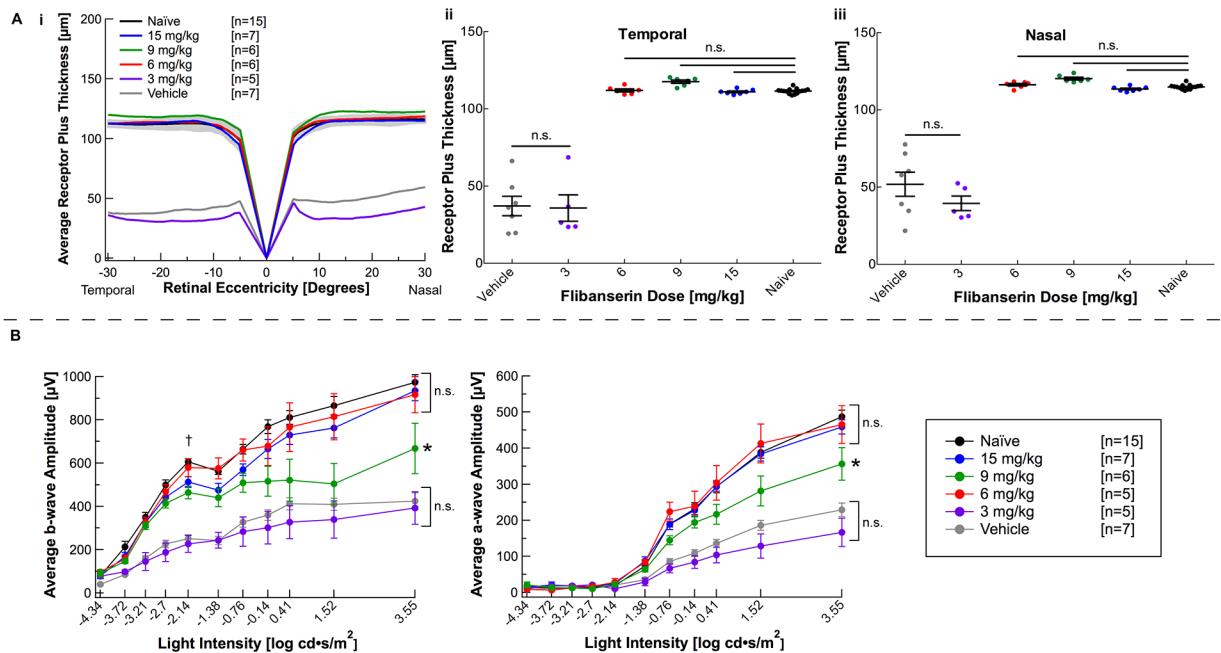 A
i
Average Receptor Plus Thickness [µm]
200
150
100
50
0
Naïve [n=15]
15 mg/kg [n=7]
9 mg/kg [n=6]
6 mg/kg [n=6]
3 mg/kg [n=5]
Vehicle [n=7]
-30 -20 -10 0 10 20 30
Temporal Retinal Eccentricity [Degrees] Nasal
ii
Temporal
Receptor Plus Thickness [µm]
150
100
50
0
n.s.
n.s.
Vehicle 3 6 9 15 Naive
Flibanserin Dose [mg/kg]
iii
Nasal
Receptor Plus Thickness [µm]
150
100
50
0
n.s.
n.s.
Vehicle 3 6 9 15 Naïve
Flibanserin Dose [mg/kg]
B
Average b-wave Amplitude [µV]
1000
800
600
400
200
0
†
n.s.
*
n.s.
-4.34 -3.72 -3.21 -2.7 -2.14 -1.38 -0.76 -0.14 0.41 1.52 3.55
Light Intensity [log cd•s/m²]
Average a-wave Amplitude [µV]
600
500
400
300
200
100
0
n.s.
*
n.s.
-4.34 -3.72 -3.21 -2.7 -2.14 -1.38 -0.76 -0.14 0.41 1.52 3.55
Light Intensity [log cd•s/m²]
Naïve [n=15]
15 mg/kg [n=7]
9 mg/kg [n=6]
6 mg/kg [n=5]
3 mg/kg [n=5]
Vehicle [n=7]